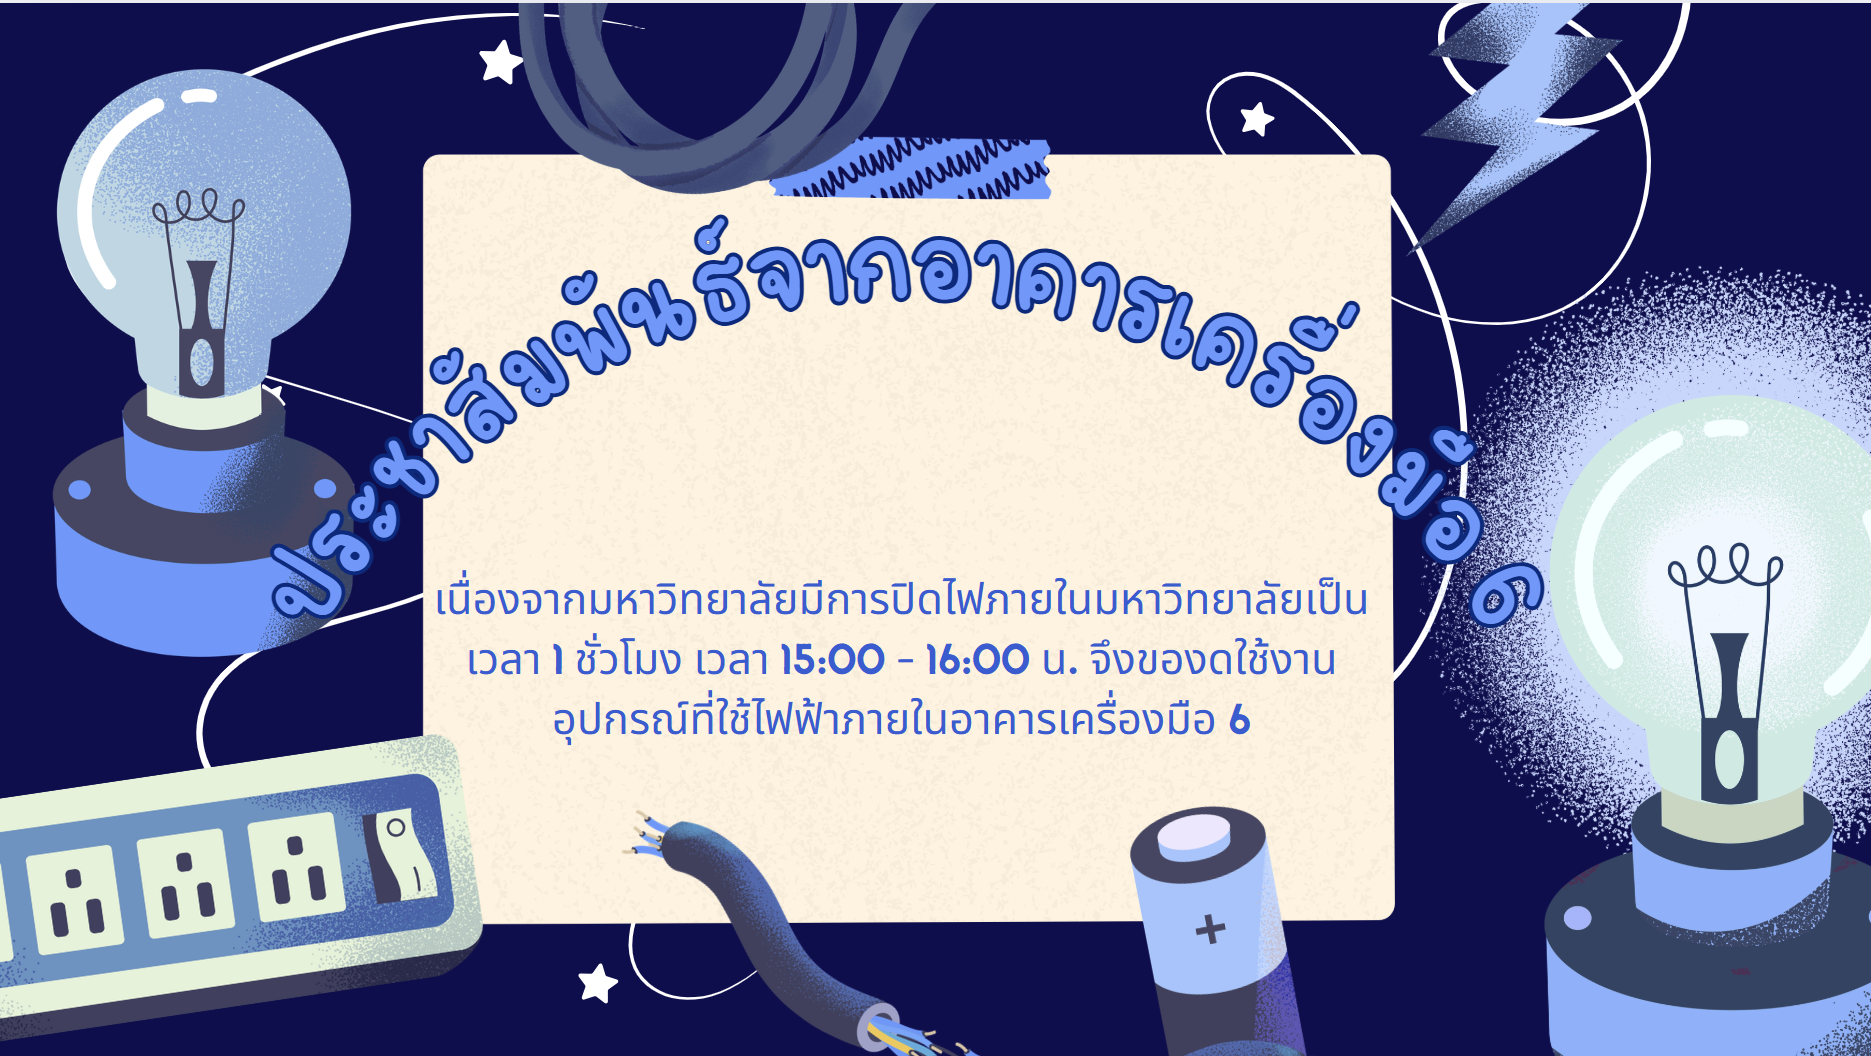 ประชาสัมพันธ์จากอาคารเครื่องมือ 6
เนื่องจากมหาวิทยาลัยมีการปิดไฟภายในมหาวิทยาลัยเป็น
เวลา 1 ชั่วโมง เวลา 15:00 - 16:00 น. จึงของดใช้งาน
อุปกรณ์ที่ใช้ไฟฟ้าภายในอาคารเครื่องมือ 6